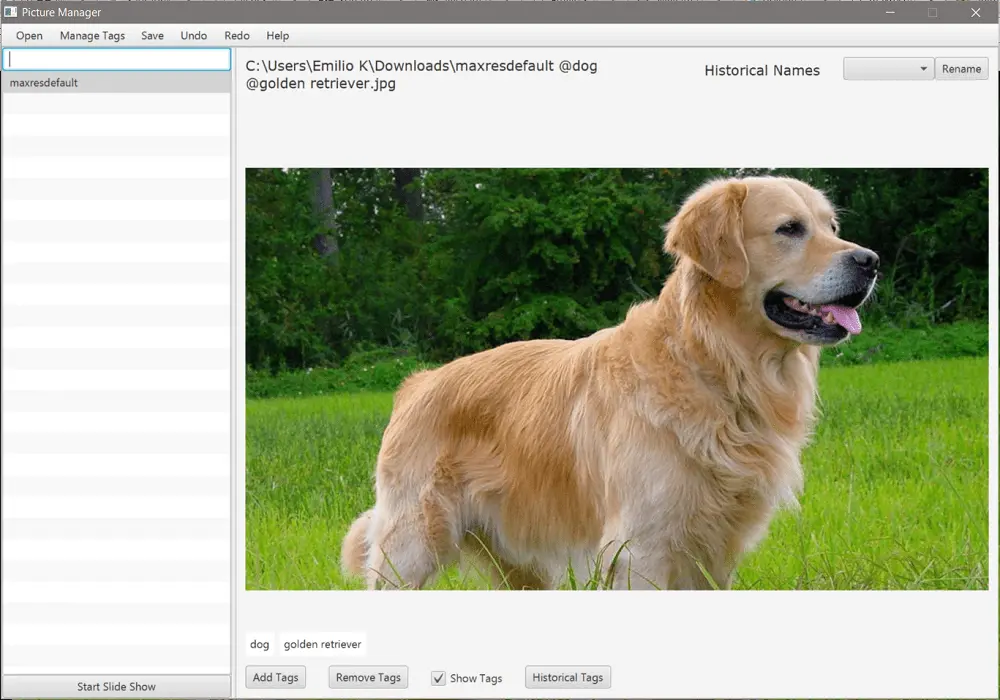 Picture Manager
Open Manage Tags Save Undo Redo Help
maxresdefault
C:\Users\Emilio K\Downloads\maxresdefault @dog
@golden retriever.jpg
Historical Names
Rename
dog golden retriever
Add Tags Remove Tags Show Tags Historical Tags
Start Slide Show